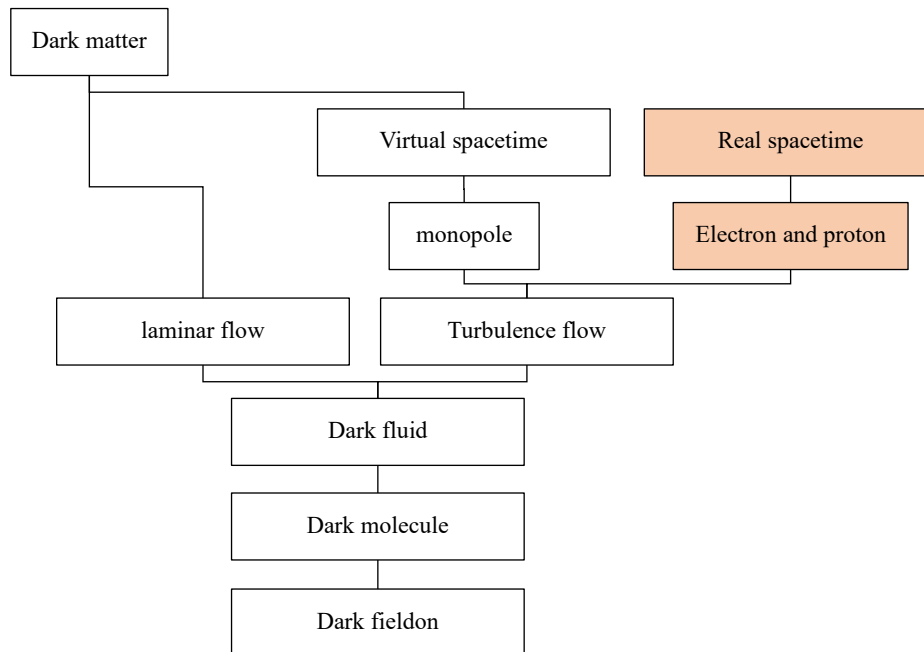 Dark matter
Virtual spacetime
Real spacetime
monopole
Electron and proton
laminar flow
Turbulence flow
Dark fluid
Dark molecule
Dark fieldon